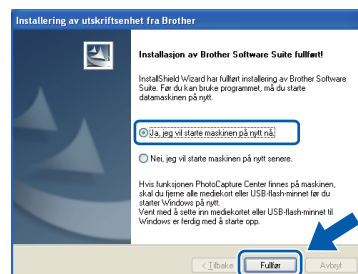 Installering av utskriftsenhet fra Brother
Installasjon av Brother Software Suite fullført!
InstallShield Wizard har fullført installering av Brother Software
Suite. Før du kan bruke programmet, må du starte
datamaskinen på nytt.
Ja, jeg vil starte maskinen på nytt nå.
Nei, jeg vil starte maskinen på nytt senere.
Hvis funksjonen PhotoCapture Center finnes på maskinen,
skal du fjerne alle mediekort eller USB-flash-minnet før du
starter Windows på nytt.
Vent med å sette inn mediekortet eller USB-flash-minnet til
Windows er ferdig med å starte opp.
< Tilbake Fullfør Avbryt